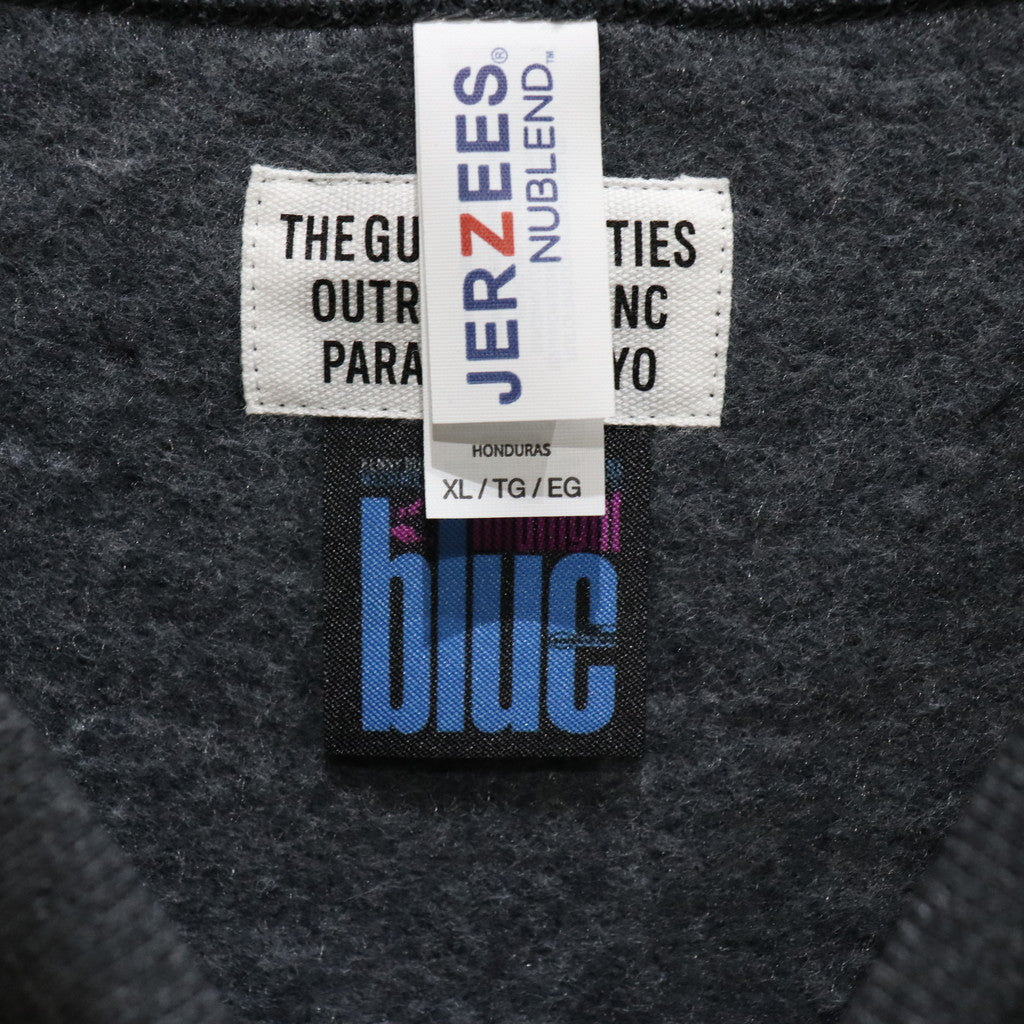 JERZEES®
NUBLEND™
THE GU TIES
OUTR NC
PARA YO
HONDURAS
XL / TG / EG
blue